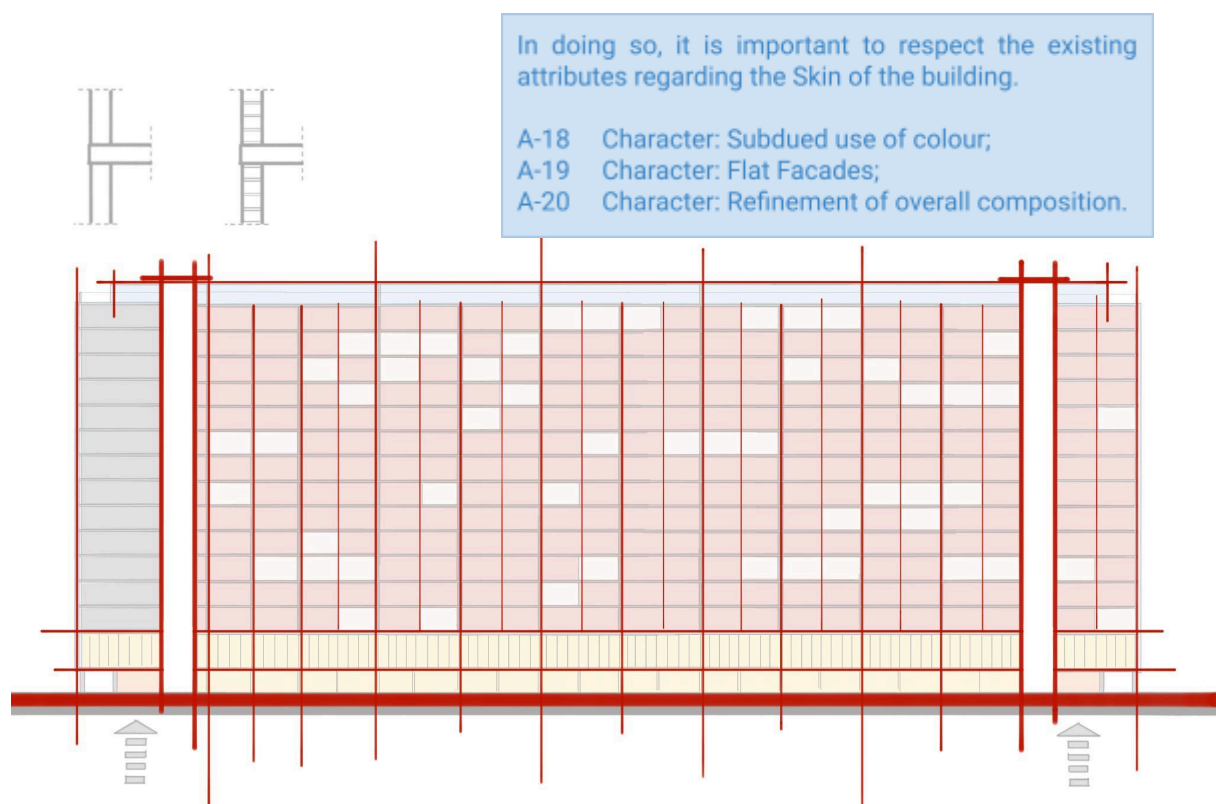 In doing so, it is important to respect the existing
attributes regarding the Skin of the building.
A-18 Character: Subdued use of colour;
A-19 Character: Flat Facades;
A-20 Character: Refinement of overall composition.